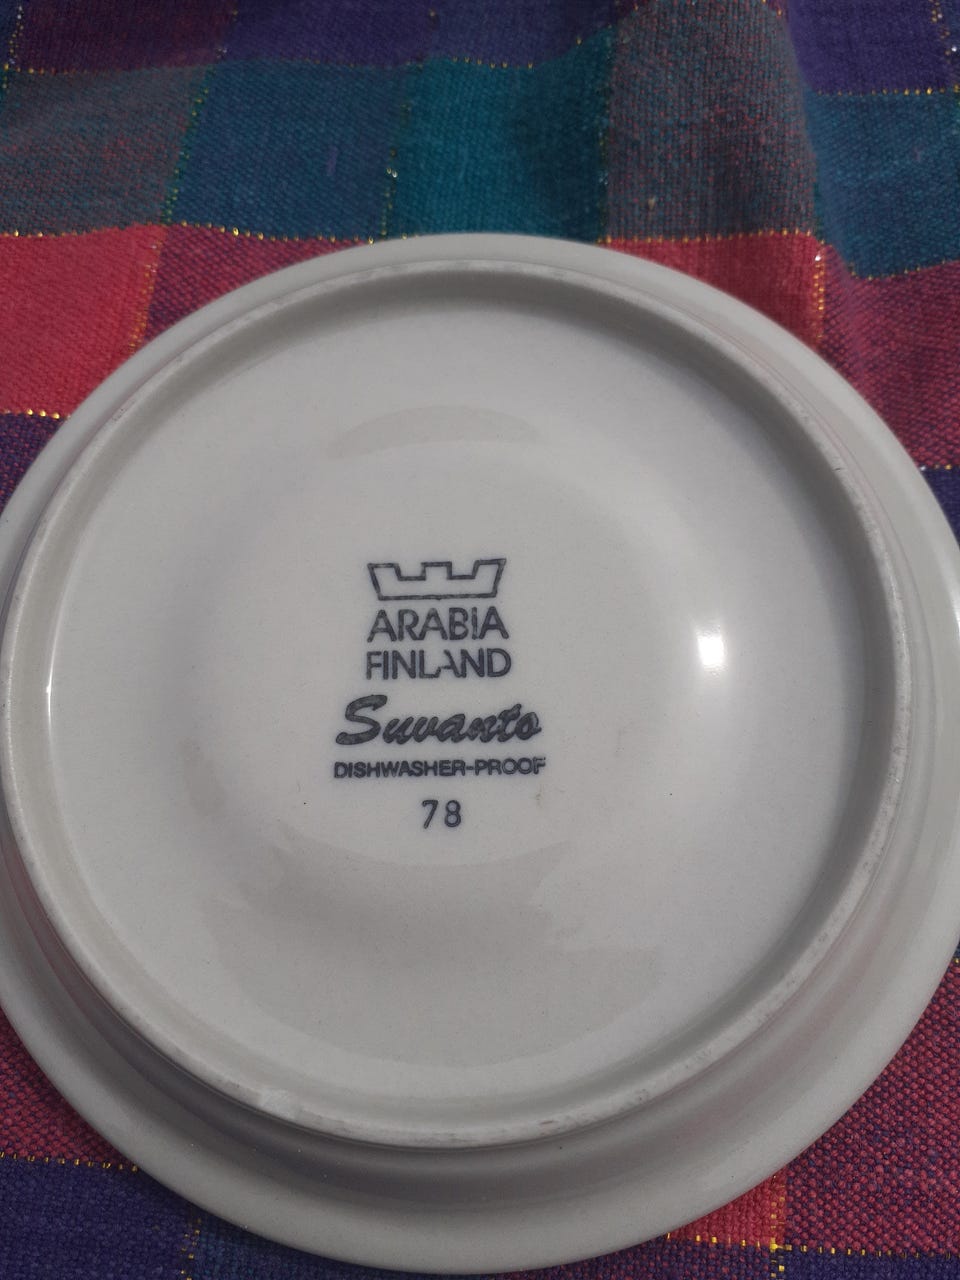 ARABIA
FINLAND
Suvanto
DISHWASHER-PROOF
78